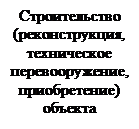 Строительство
(реконструкция,
техническое
перевооружение,
приобретение)
объекта